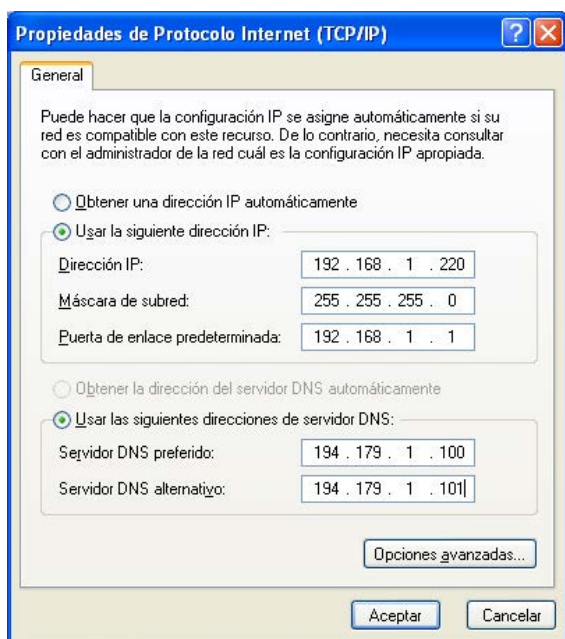 Propiedades de Protocolo Internet (TCP/IP)
General
Puede hacer que la configuración IP se asigne automáticamente si su
red es compatible con este recurso. De lo contrario, necesita consultar
con el administrador de la red cuál es la configuración IP apropiada.
Obtener una dirección IP automáticamente
Usar la siguiente dirección IP:
Dirección IP: 192 . 168 . 1 . 220
Máscara de subred: 255 . 255 . 255 . 0
Puerta de enlace predeterminada: 192 . 168 . 1 . 1
Obtener la dirección del servidor DNS automáticamente
Usar las siguientes direcciones de servidor DNS:
Servidor DNS preferido: 194 . 179 . 1 . 100
Servidor DNS alternativo: 194 . 179 . 1 . 101
Opciones avanzadas...
Aceptar Cancelar